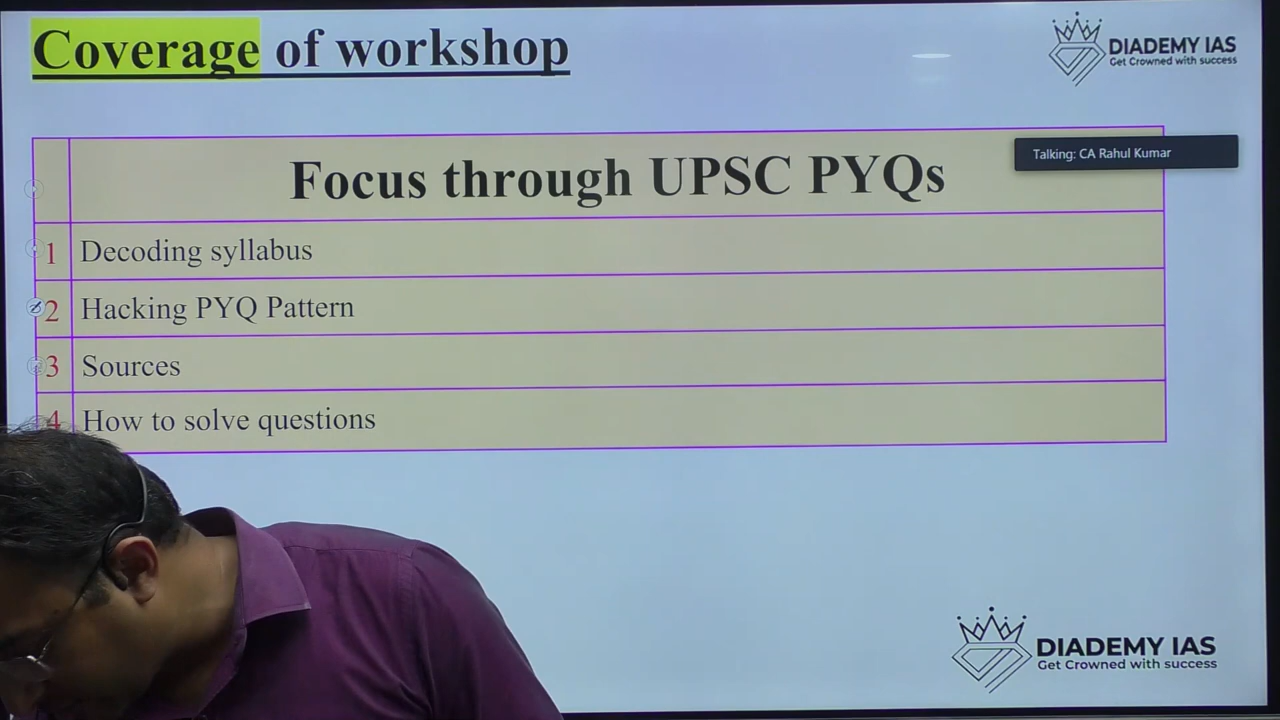 Coverage of workshop
DIADEMY IAS
Get Crowned with success
Talking: CA Rahul Kumar
Focus through UPSC PYQs
1 Decoding syllabus
2 Hacking PYQ Pattern
3 Sources
4 How to solve questions
DIADEMY IAS
Get Crowned with success